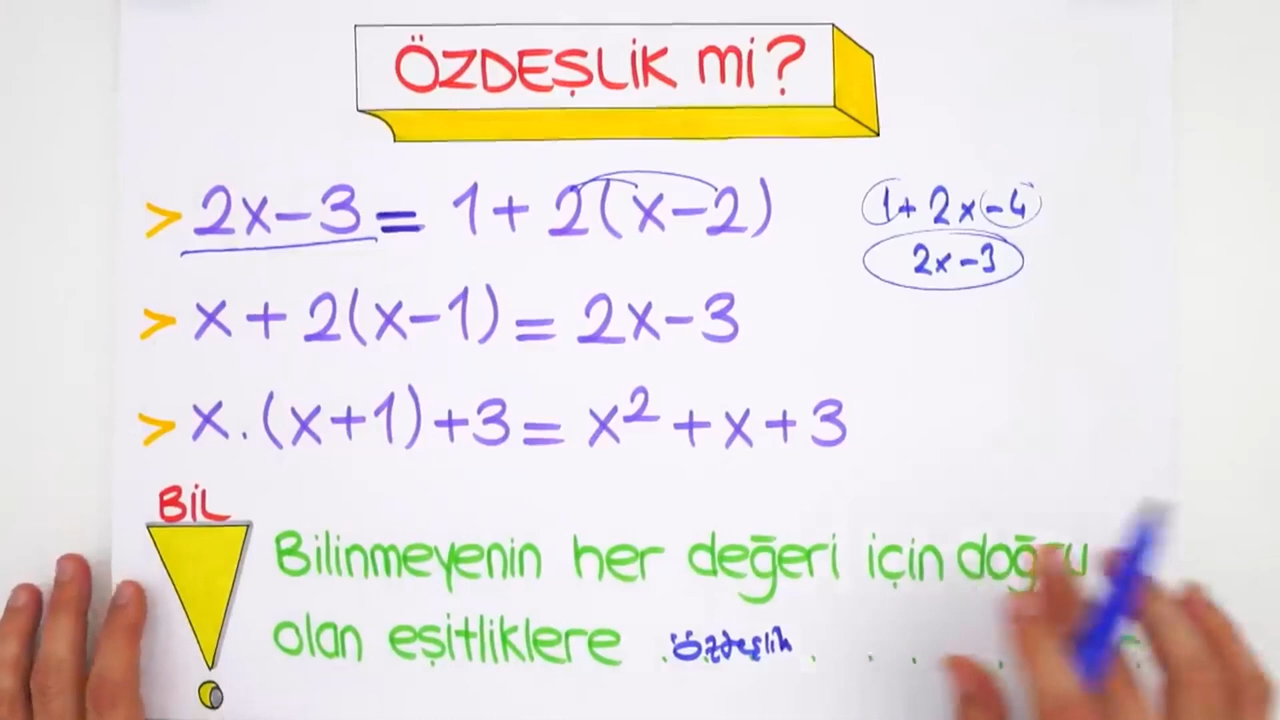 ÖZDEŞLİK Mİ?
> 2x-3 = 1+ 2(x-2)
1+ 2x-4
2x-3
> x+2(x-1) = 2x-3
> x.(x+1)+3 = x²+x+3
BİL
Bilinmeyenin her değeri için doğru
olan eşitliklere özdeşlik